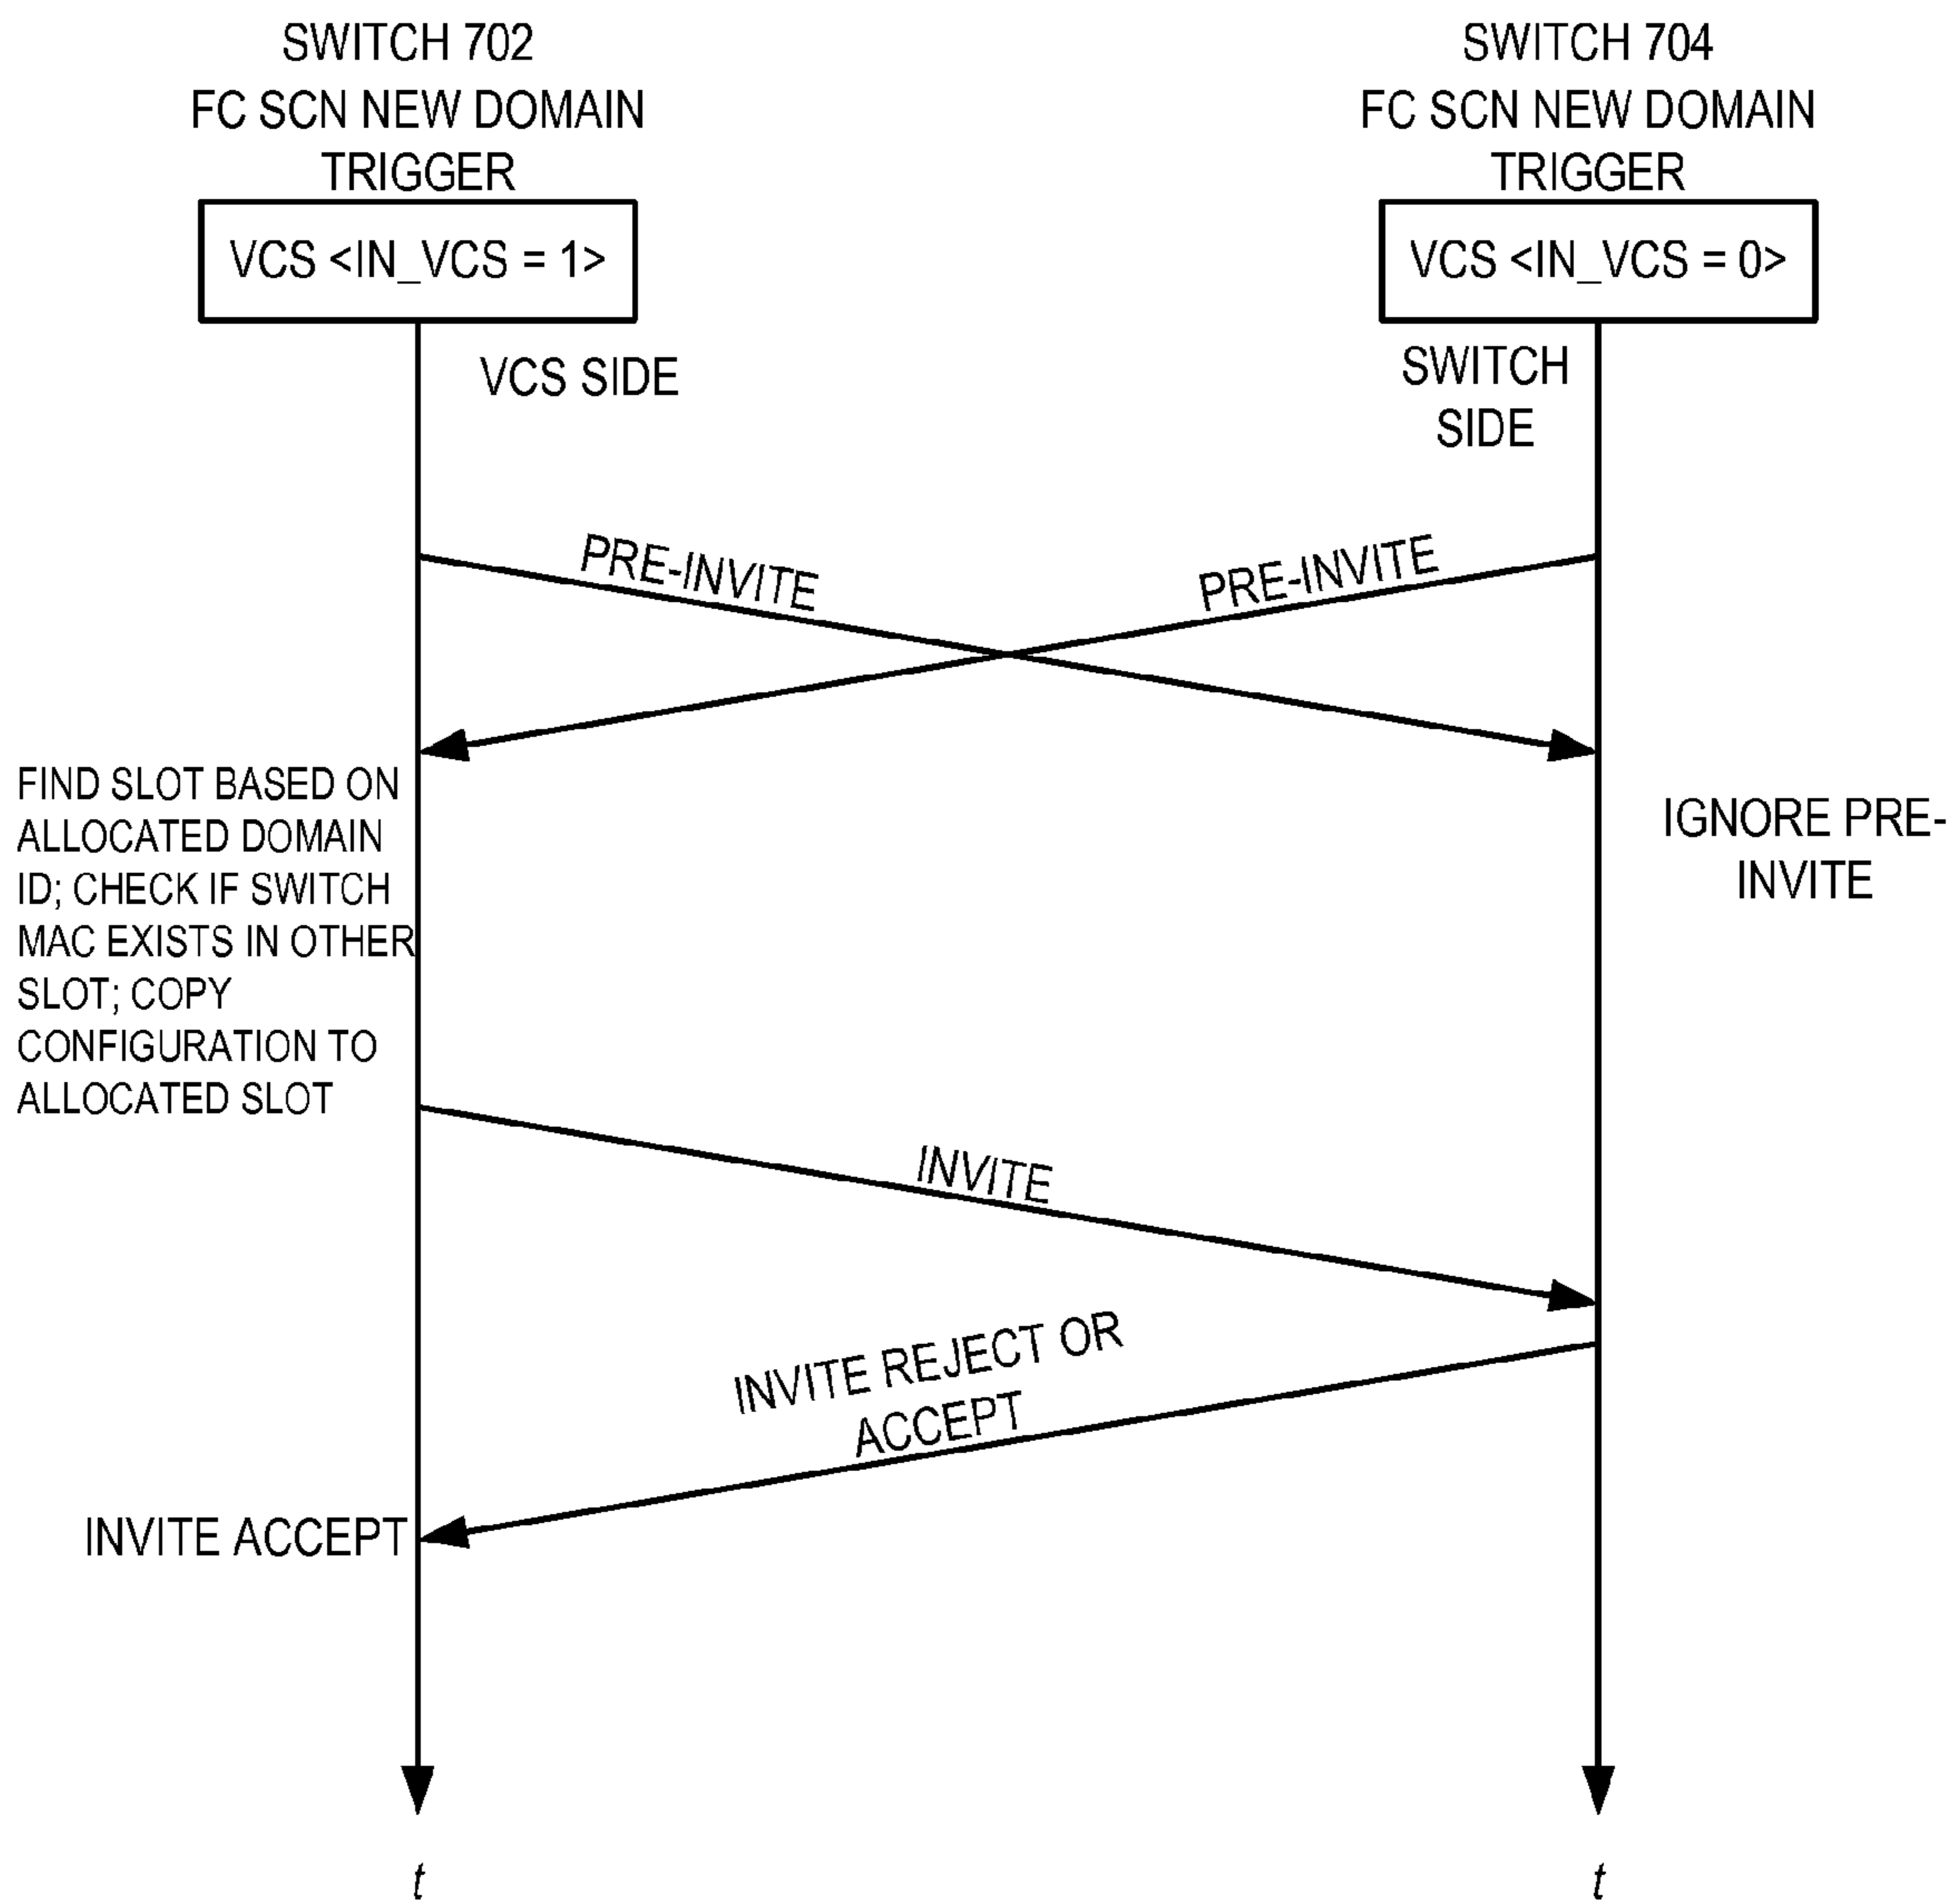 SWITCH 702
FC SCN NEW DOMAIN
TRIGGER
VCS <IN_VCS = 1>
VCS SIDE
SWITCH 704
FC SCN NEW DOMAIN
TRIGGER
VCS <IN_VCS = 0>
SWITCH
SIDE
PRE-INVITE
PRE-INVITE
FIND SLOT BASED ON
ALLOCATED DOMAIN
ID; CHECK IF SWITCH
MAC EXISTS IN OTHER
SLOT; COPY
CONFIGURATION TO
ALLOCATED SLOT
IGNORE PRE-
INVITE
INVITE
INVITE REJECT OR
ACCEPT
INVITE ACCEPT
t
t